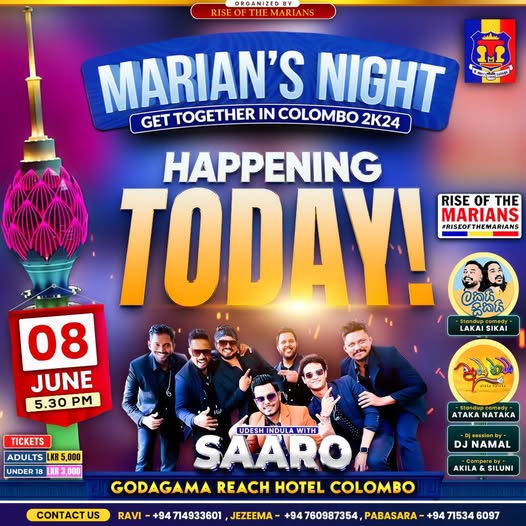 ORGANIZED BY
RISE OF THE MARIANS
MARIAN'S NIGHT
GET TOGETHER IN COLOMBO 2K24
HAPPENING
TODAY!
RISE OF THE
MARIANS
#RISEOFTHEMARIANS
ලකයි
සිකයි
- Standup comedy -
LAKAI SIKAI
- Standup comedy -
ATAKA NATAKA
- Dj session by -
DJ NAMAL
- Compere by -
AKILA & SILUNI
08
JUNE
5.30 PM
TICKETS
ADULTS LKR 5,000
UNDER 18 LKR 3,000
UDESH INDULA WITH
SAARO
GODAGAMA REACH HOTEL COLOMBO
CONTACT US RAVI - +94 714933601 , JEZEEMA - +94 760987354 , PABASARA - +94 71534 6097